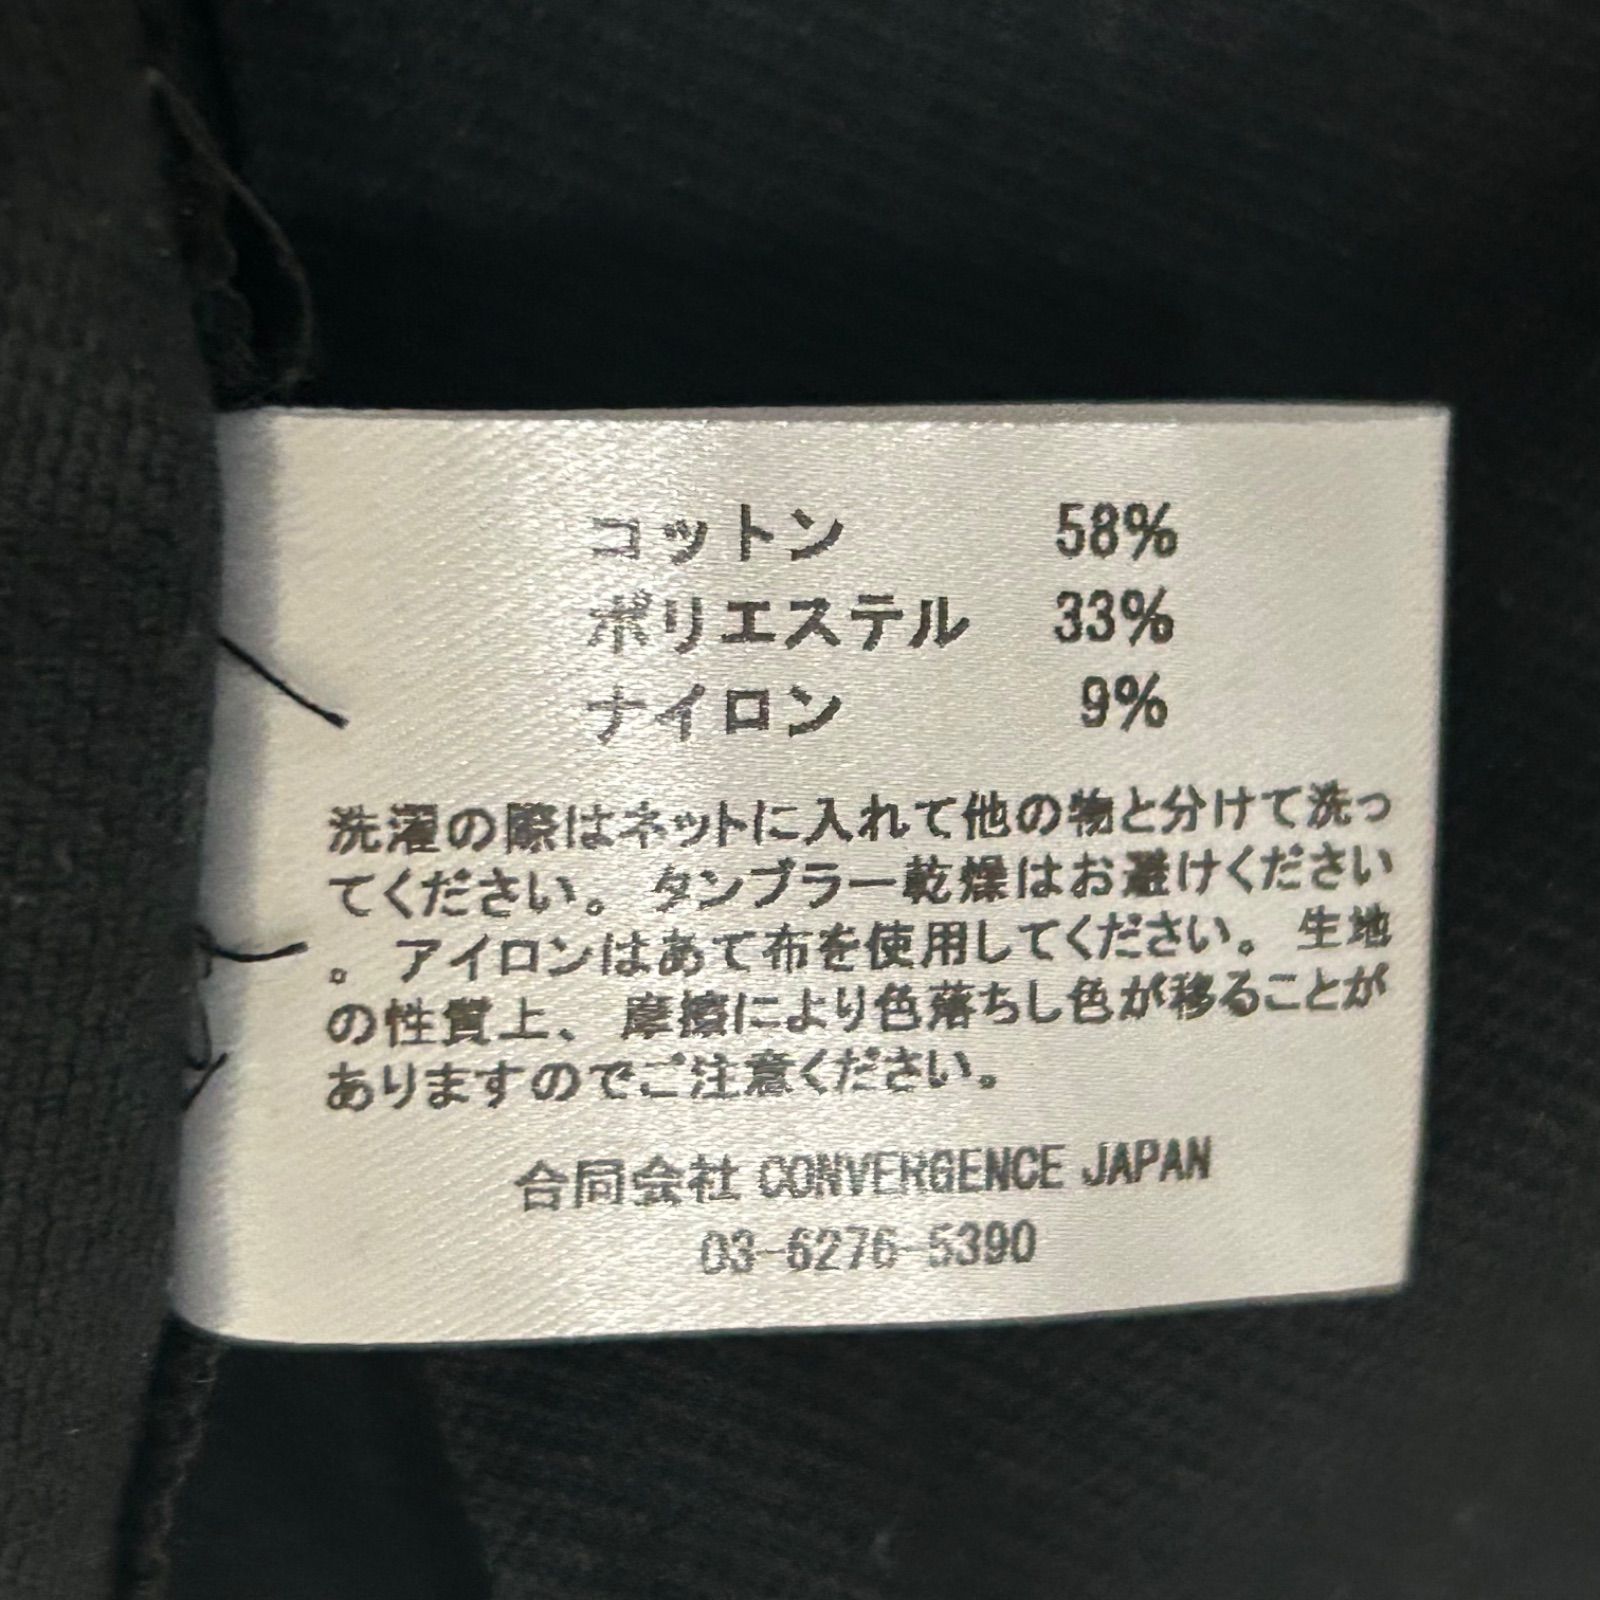 コットン 58%
ポリエステル 33%
ナイロン 9%
洗濯の際はネットに入れて他の物と分けて洗っ
てください。タンブラー乾燥はお避けください
。アイロンはあて布を使用してください。生地
の性質上、摩擦により色落ちし色が移ることが
ありますのでご注意ください。
合同会社 CONVERGENCE JAPAN
03-6276-5390